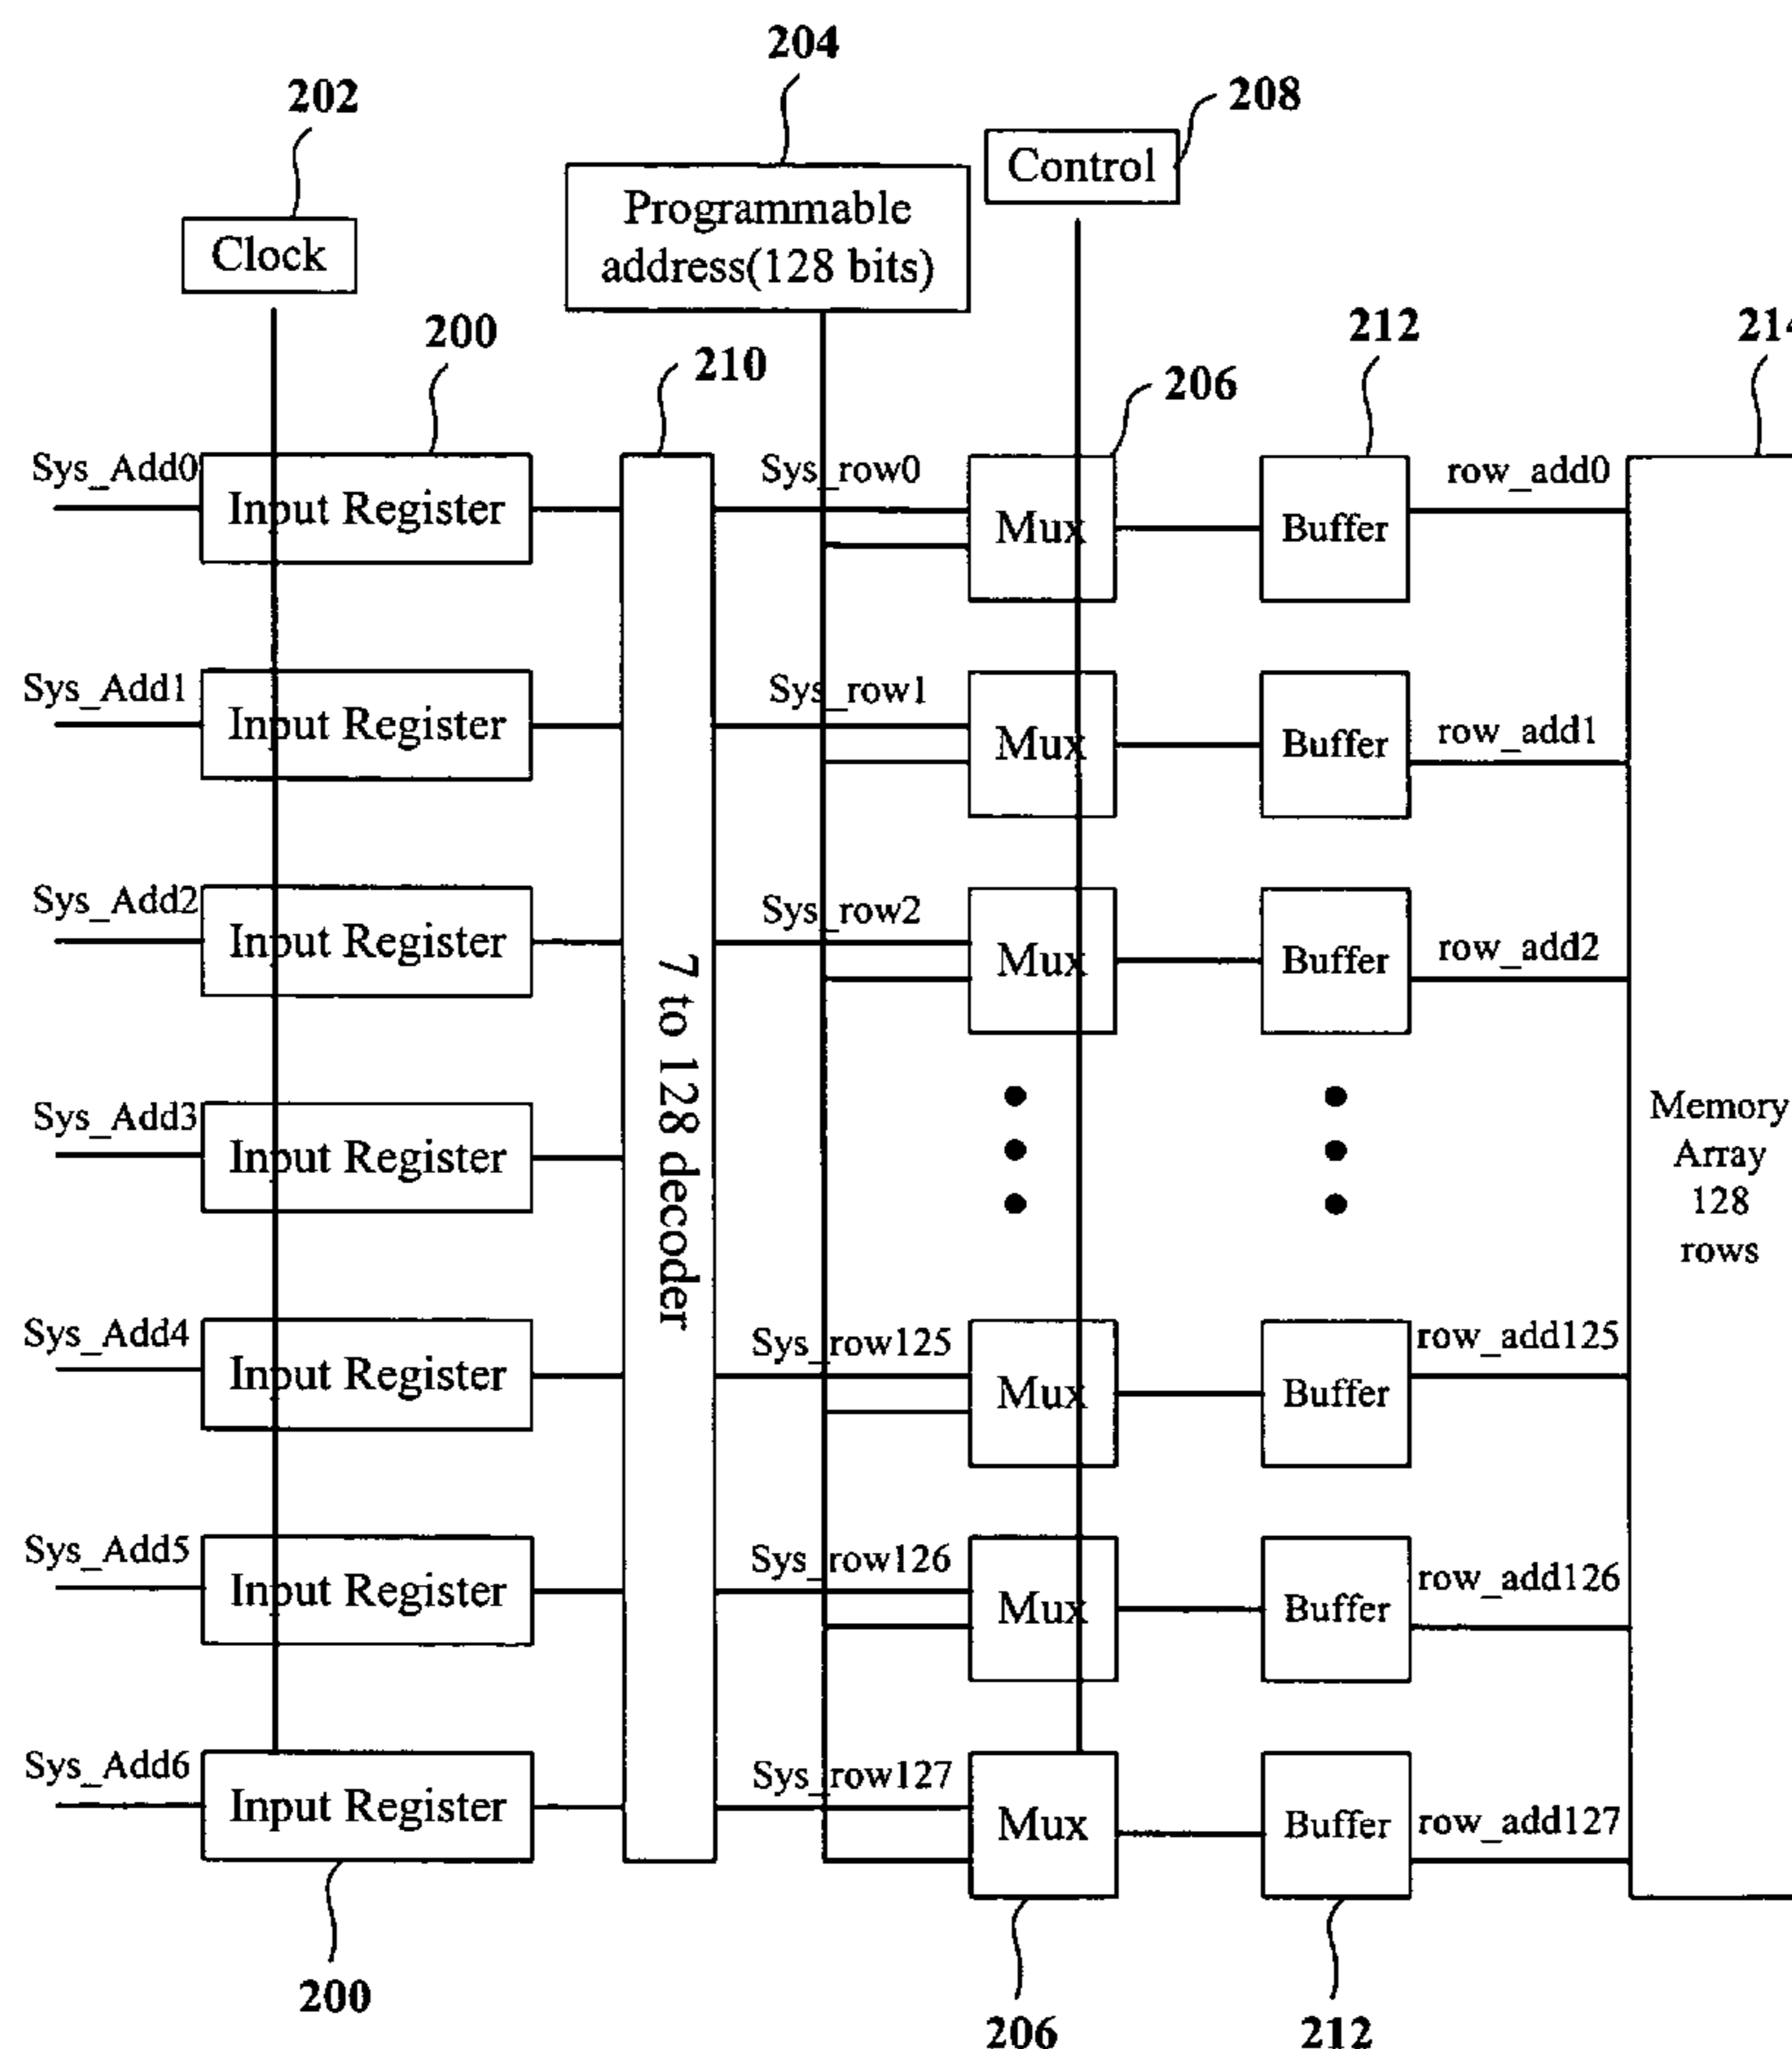 204
202
208
Control
Programmable
address(128 bits)
Clock
200
210
212
206
Sys_Add0
Input Register
Sys_row0
Mux
Buffer
row_add0
Sys_Add1
Input Register
Sys_row1
Mux
Buffer
row_add1
Sys_Add2
Input Register
Sys_row2
Mux
Buffer
row_add2
7 to 128 decoder
Sys_Add3
Input Register
Memory
Array
128
rows
Sys_Add4
Input Register
Sys_row125
Mux
Buffer
row_add125
Sys_Add5
Input Register
Sys_row126
Mux
Buffer
row_add126
Sys_Add6
Input Register
Sys_row127
Mux
Buffer
row_add127
200
206
212